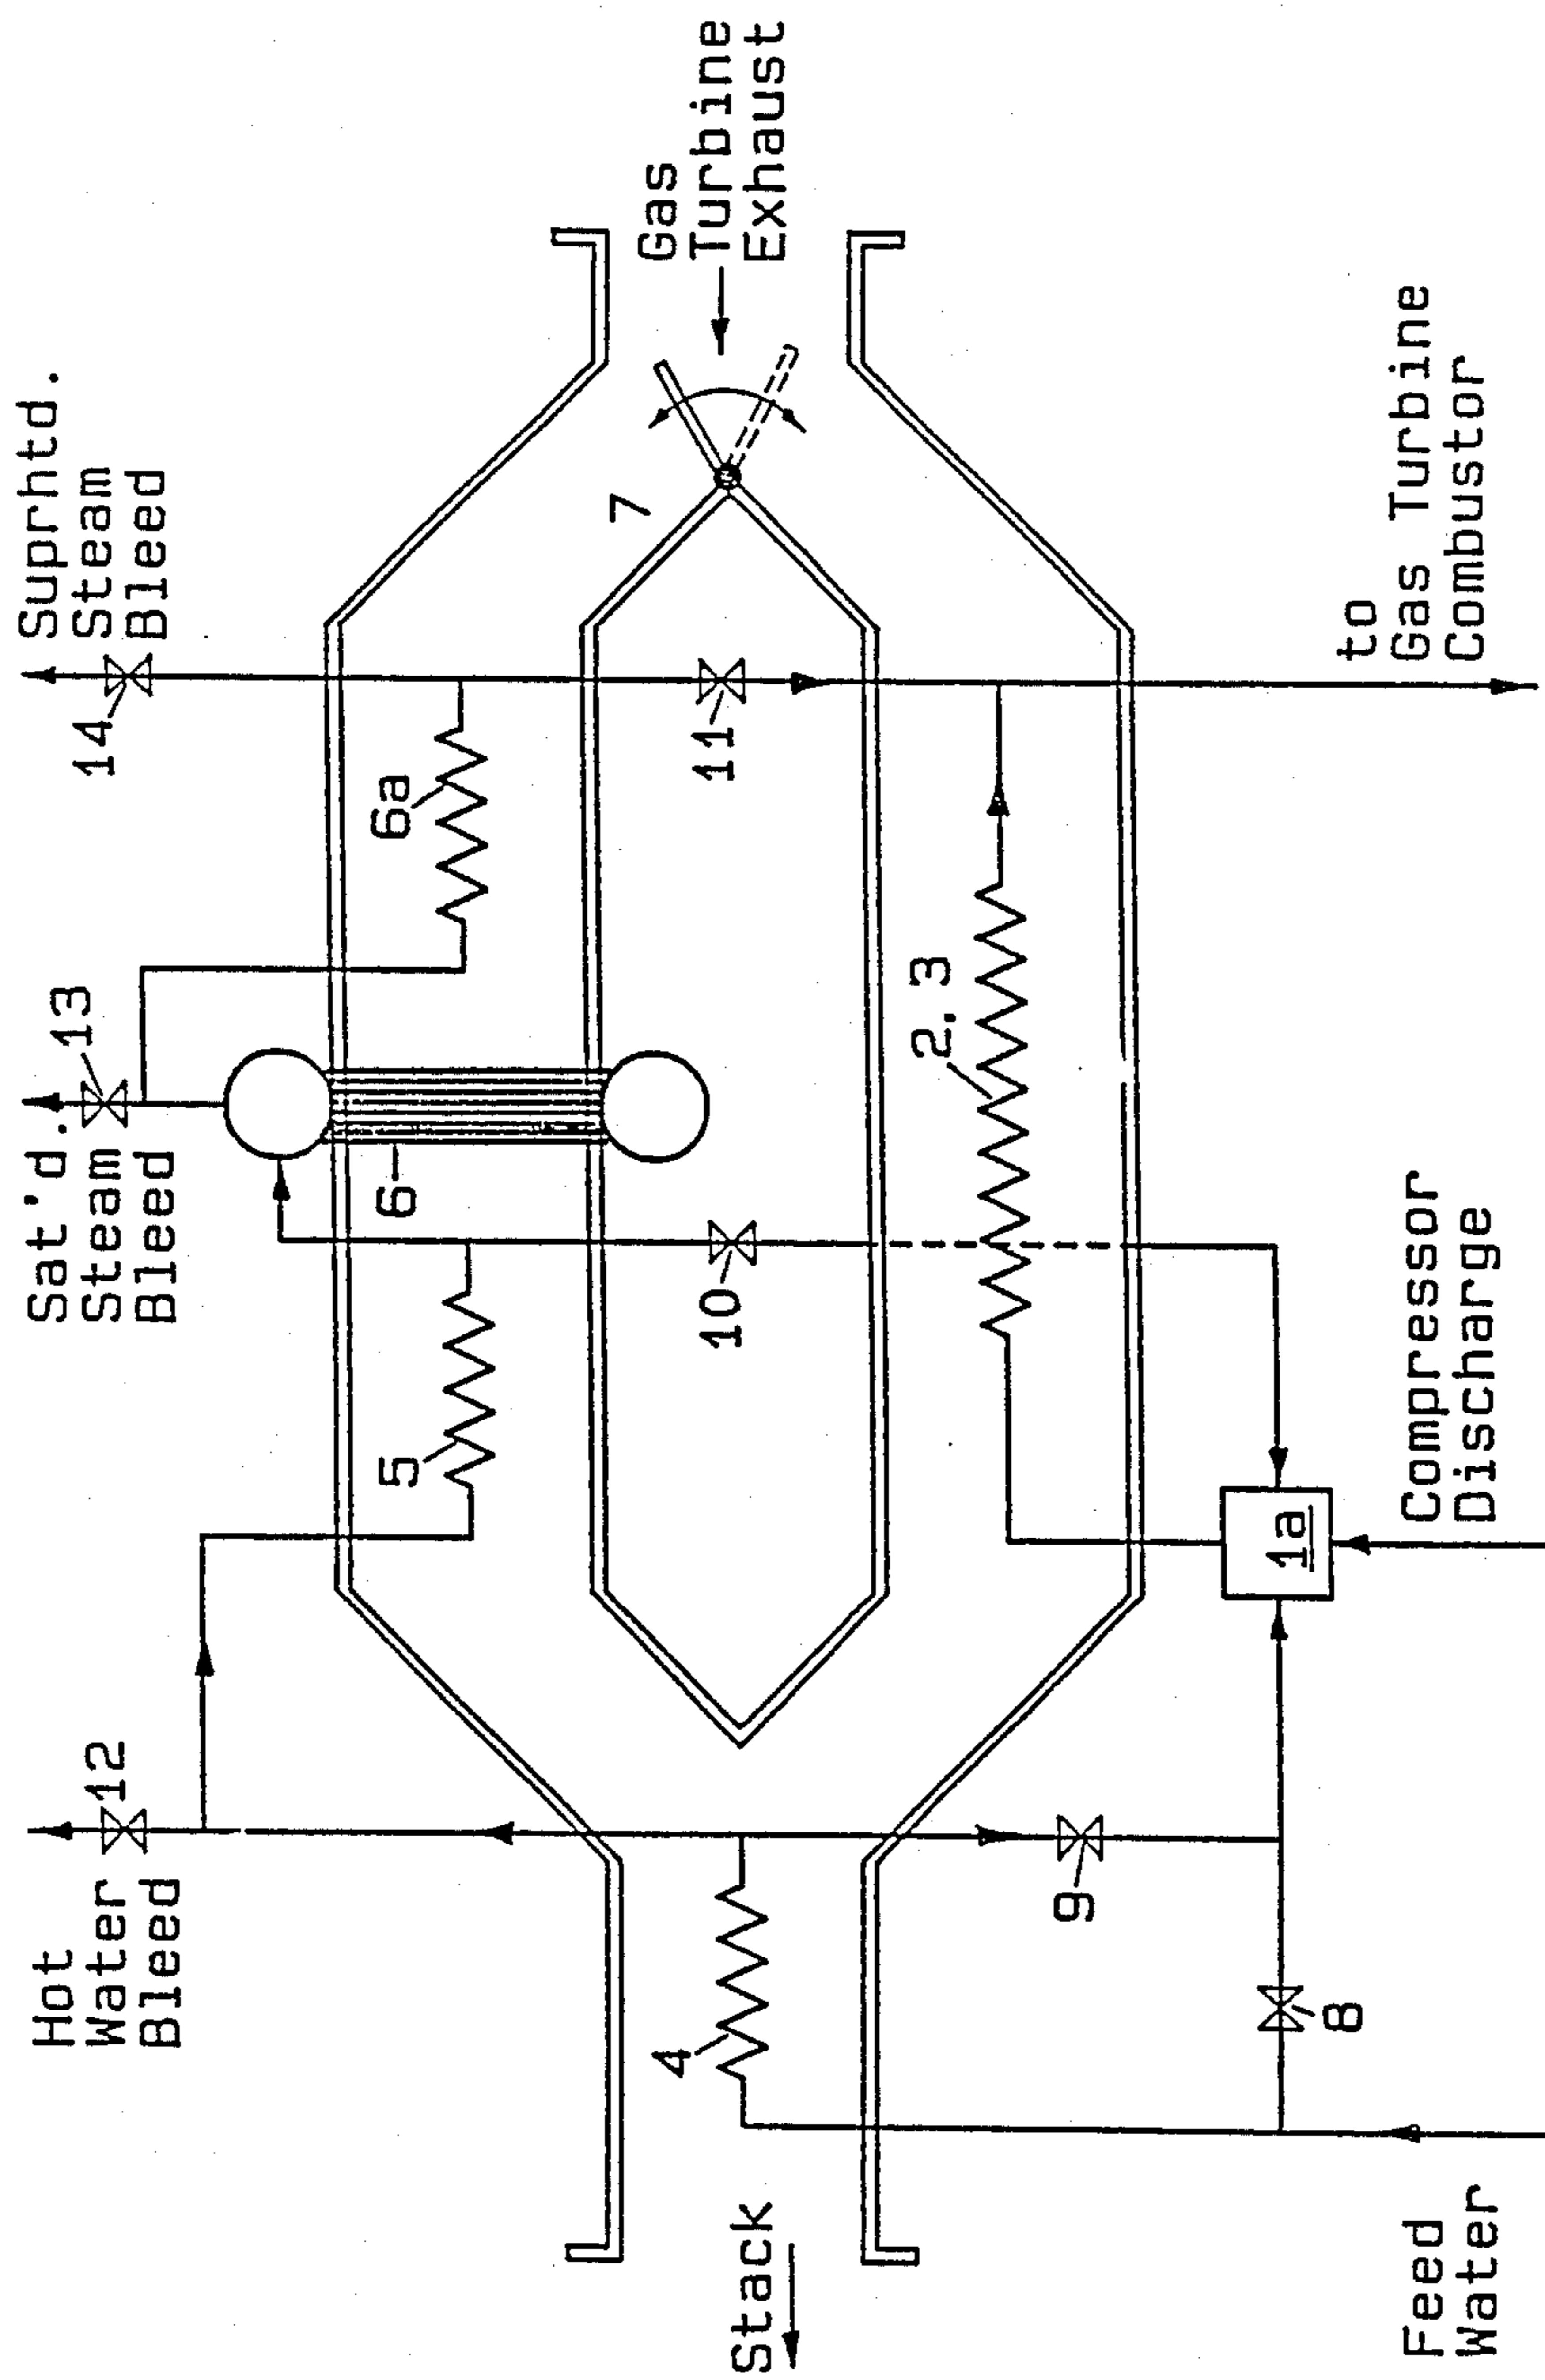 Hot
Water
Bleed
12
Sat'd.
Steam
Bleed
13
Suprhtd.
Steam
Bleed
14
5
6
6a
7
Gas
Turbine
Exhaust
Stack
4
10
11
2, 3
9
8
1a
Feed
Water
Compressor
Discharge
to
Gas Turbine
Combustor